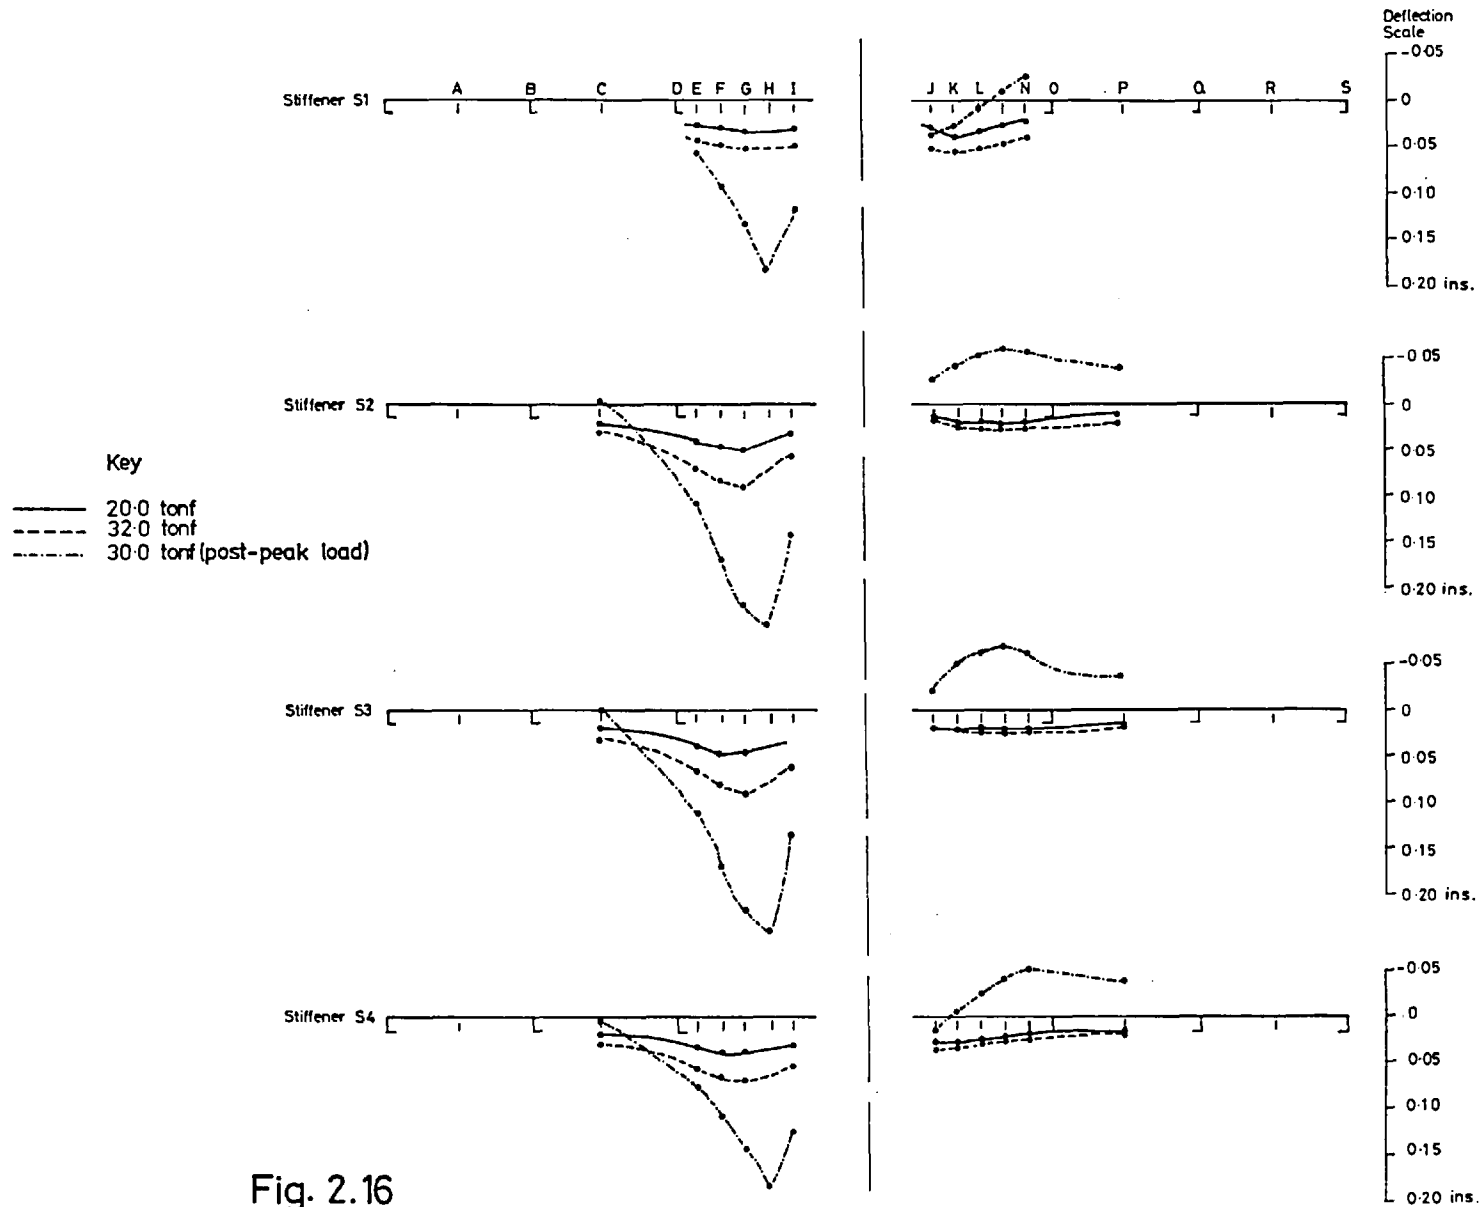 Deflection
Scale
-0·05
A B C D E F G H I J K L N O P Q R S
Stiffener S1
0
0·05
0·10
0·15
0·20 ins.
-0·05
Stiffener S2
0
0·05
0·10
0·15
0·20 ins.
Key
20·0 tonf
32·0 tonf
30·0 tonf (post-peak load)
-0·05
Stiffener S3
0
0·05
0·10
0·15
0·20 ins.
-0·05
Stiffener S4
0
0·05
0·10
0·15
0·20 ins.
Fig. 2.16